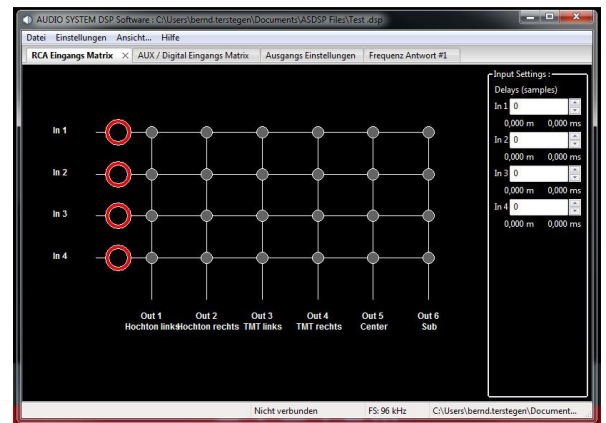 AUDIO SYSTEM DSP Software : C:\Users\bernd.terstegen\Documents\ASDSP Files\Test .dsp
Datei Einstellungen Ansicht... Hilfe
RCA Eingangs Matrix AUX / Digital Eingangs Matrix Ausgangs Einstellungen Frequenz Antwort #1
Input Settings :
Delays (samples)
In 1 0
0,000 m 0,000 ms
In 2 0
0,000 m 0,000 ms
In 3 0
0,000 m 0,000 ms
In 4 0
0,000 m 0,000 ms
In 1
In 2
In 3
In 4
Out 1 Out 2 Out 3 Out 4 Out 5 Out 6
Hochton links Hochton rechts TMT links TMT rechts Center Sub
Nicht verbunden FS: 96 kHz C:\Users\bernd.terstegen\Document...